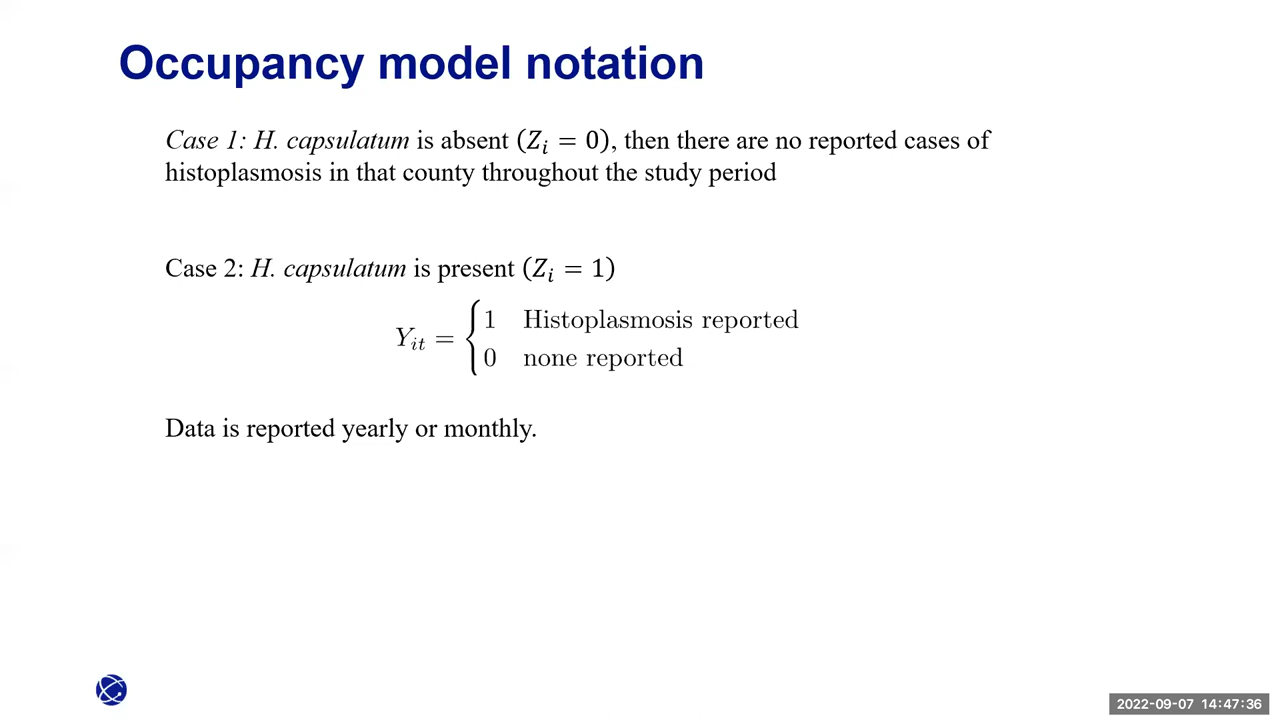 Occupancy model notation
Case 1: H. capsulatum is absent (Zᵢ = 0), then there are no reported cases of
histoplasmosis in that county throughout the study period
Case 2: H. capsulatum is present (Zᵢ = 1)
Yᵢₜ = { 1 Histoplasmosis reported
0 none reported
Data is reported yearly or monthly.
2022-09-07 14:47:36